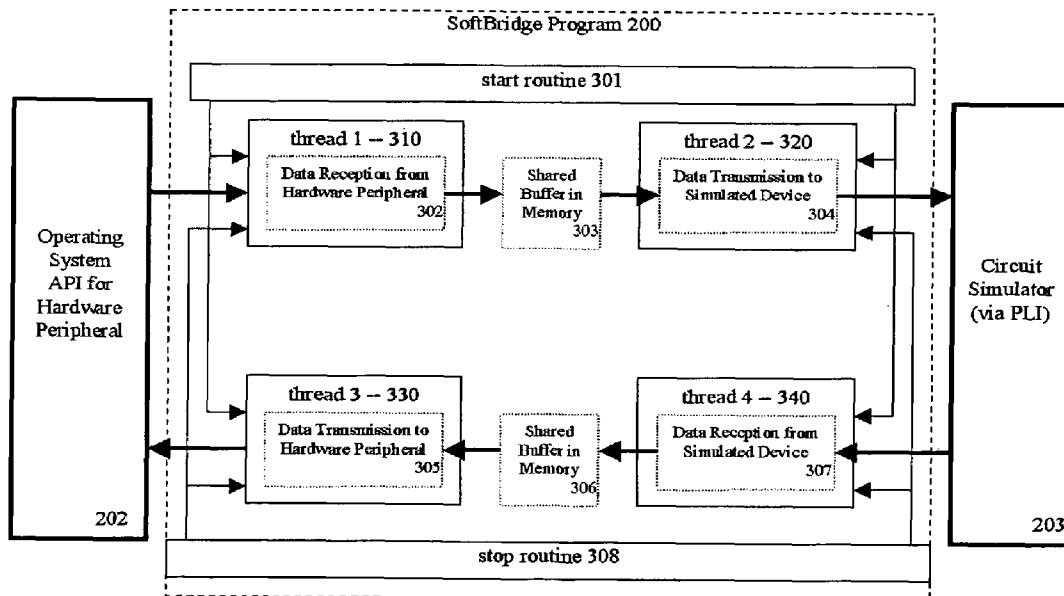 SoftBridge Program 200
start routine 301
thread 1 – 310
Data Reception from
Hardware Peripheral
302
Shared
Buffer in
Memory
303
thread 2 – 320
Data Transmission to
Simulated Device
304
Operating
System
API for
Hardware
Peripheral
202
Circuit
Simulator
(via PLI)
203
thread 3 – 330
Data Transmission to
Hardware Peripheral
305
Shared
Buffer in
Memory
306
thread 4 – 340
Data Reception from
Simulated Device
307
stop routine 308